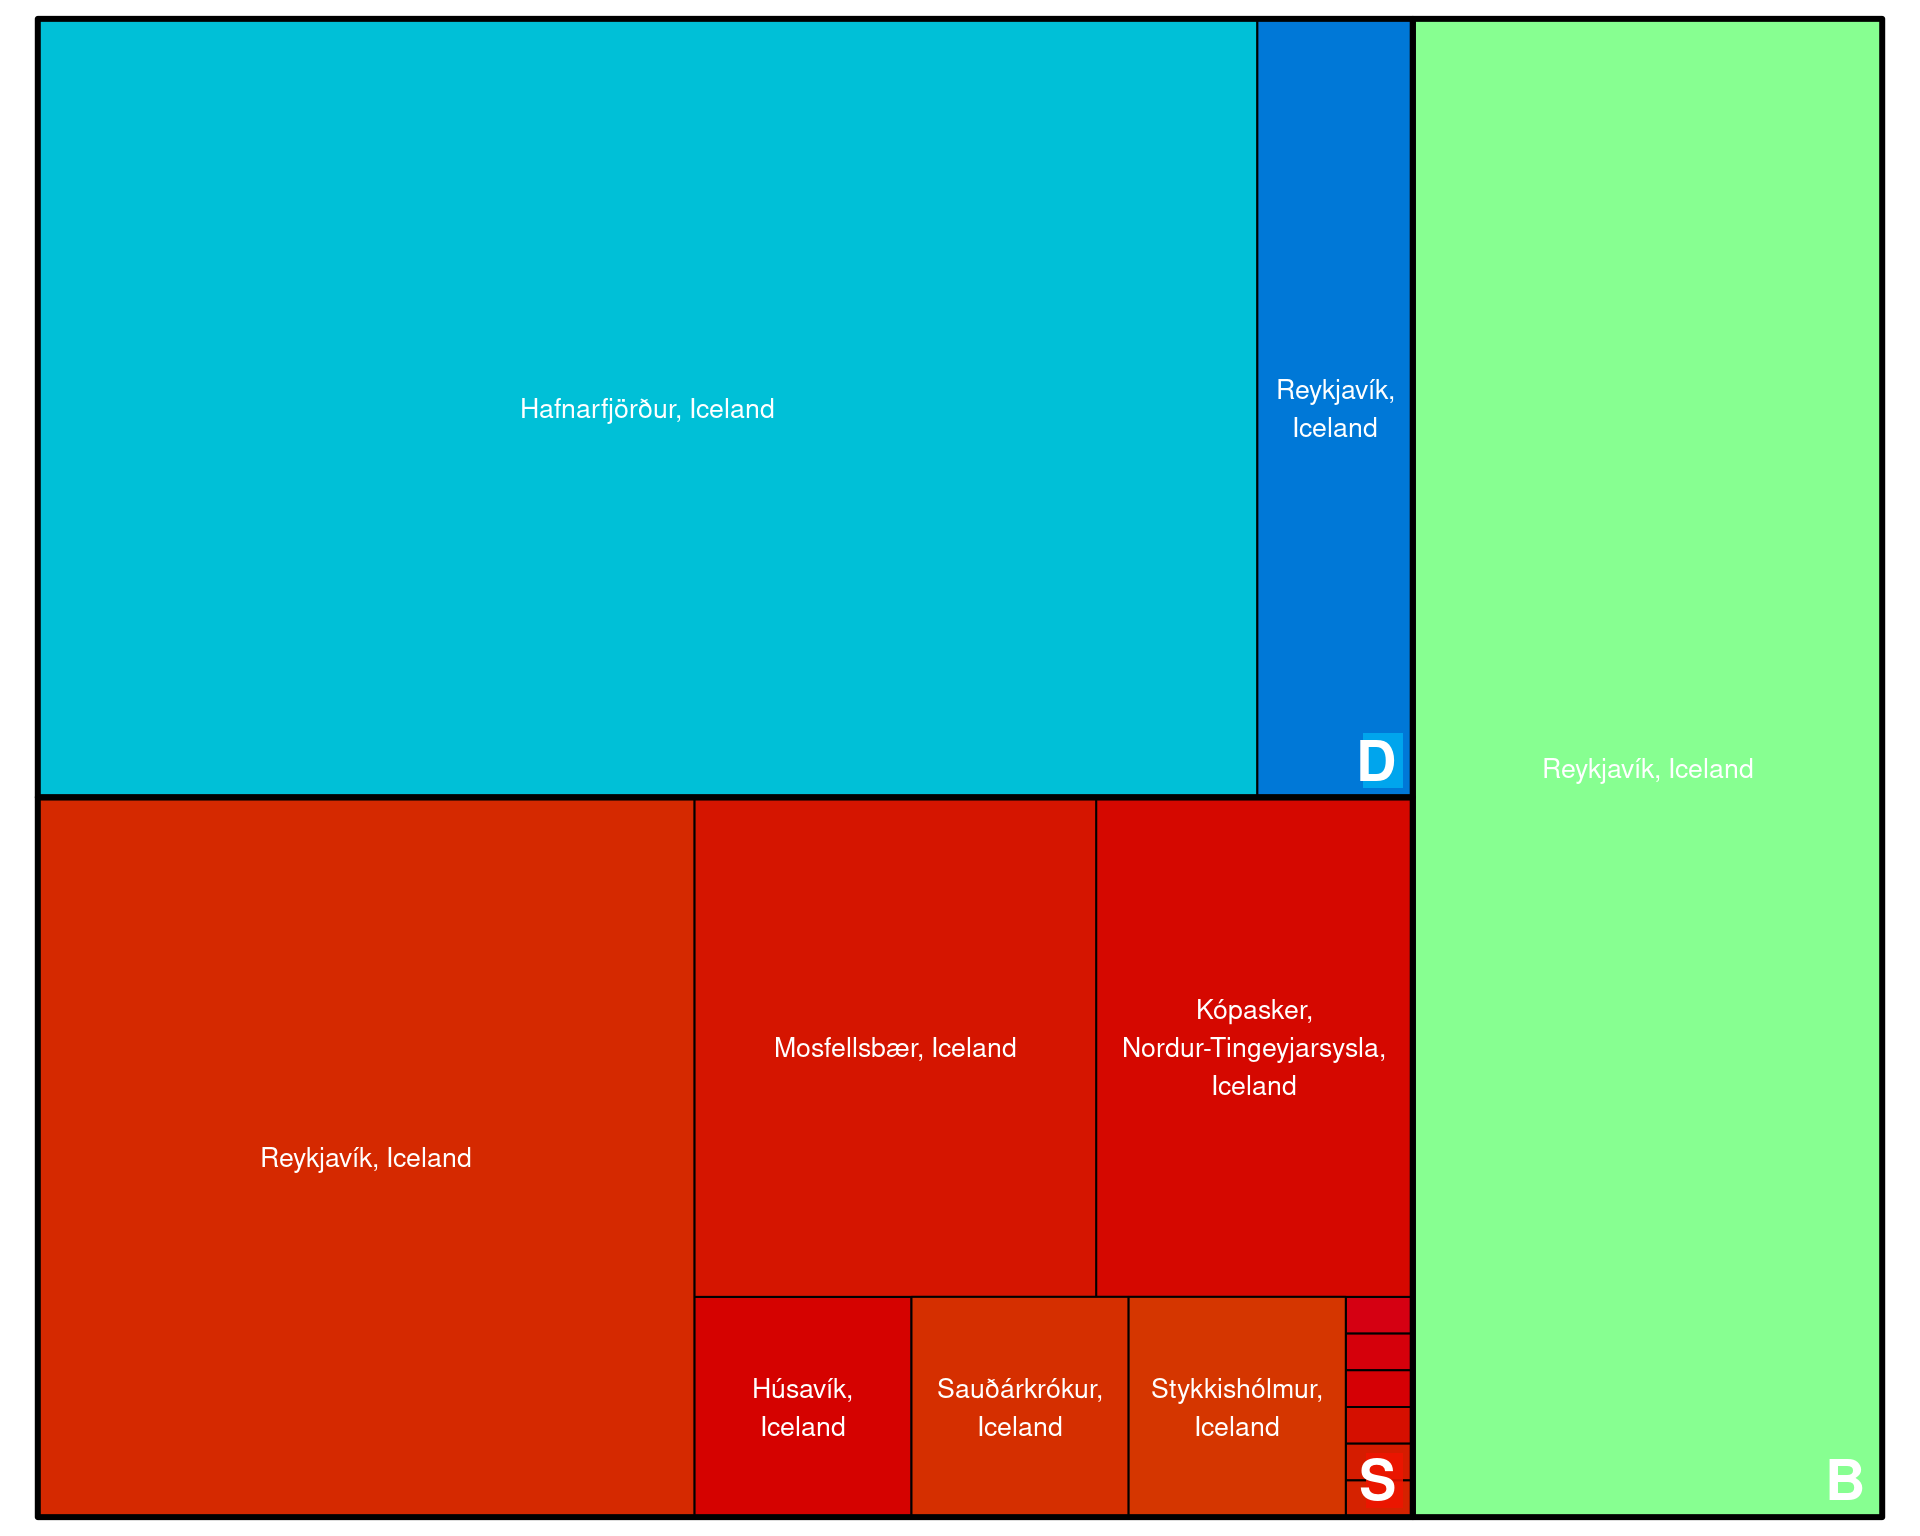 Hafnarfjörður, Iceland
Reykjavík,
Iceland
D
Reykjavík, Iceland
B
Reykjavík, Iceland
Mosfellsbær, Iceland
Kópasker,
Nordur-Tingeyjarsysla,
Iceland
Húsavík,
Iceland
Sauðárkrókur,
Iceland
Stykkishólmur,
Iceland
S